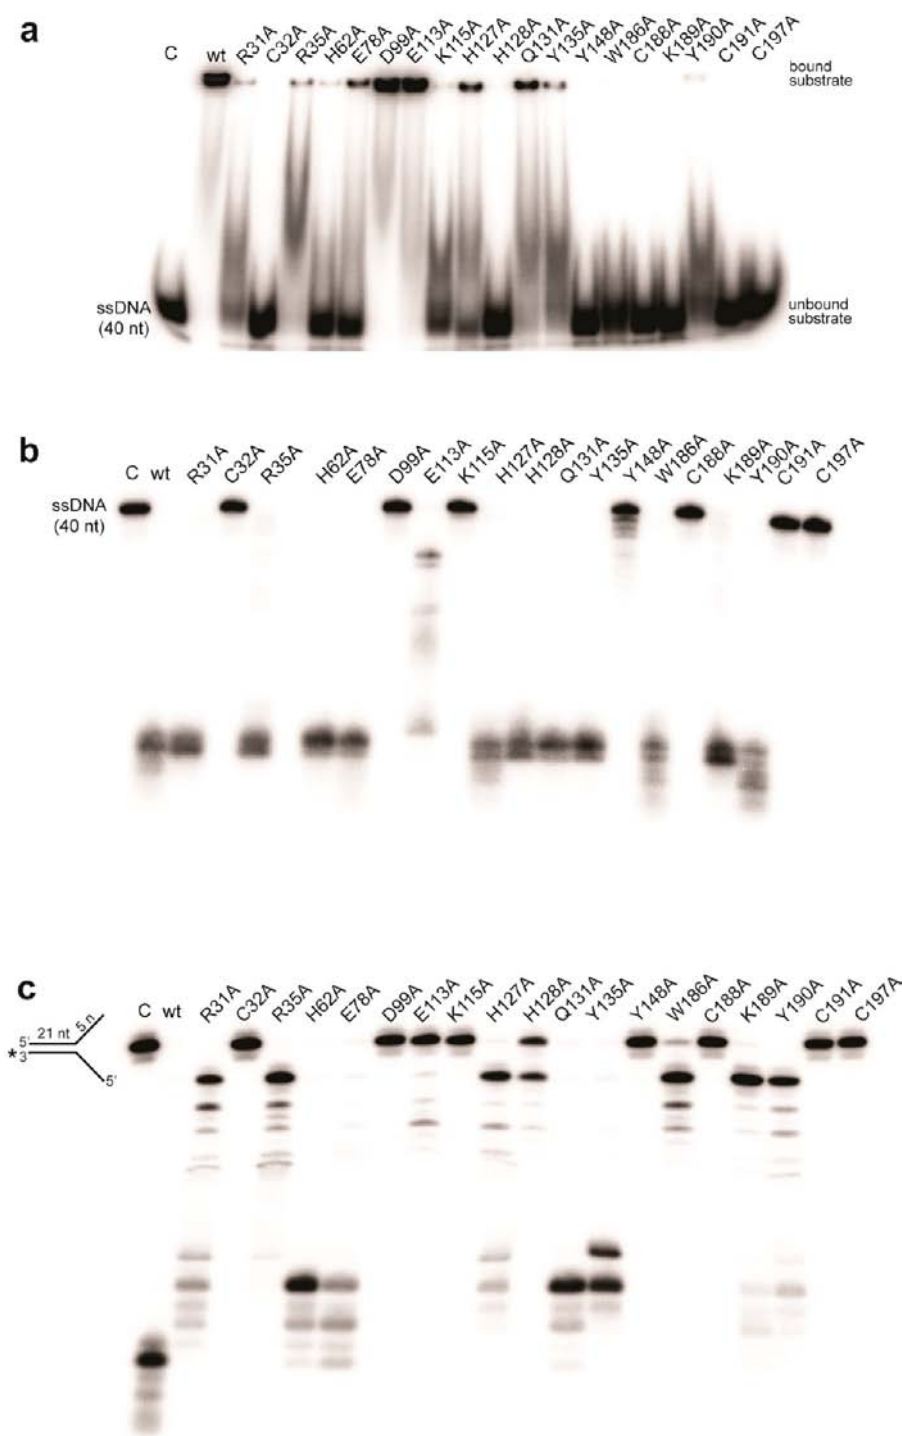 a
C wt R31A C32A R35A H62A E78A D99A E113A K115A H127A H128A Q131A Y135A Y148A W186A C188A K189A Y190A C191A C197A
bound
substrate
ssDNA
(40 nt)
unbound
substrate
b
C wt R31A C32A R35A H62A E78A D99A E113A K115A H127A H128A Q131A Y135A Y148A W186A C188A K189A Y190A C191A C197A
ssDNA
(40 nt)
c
C wt R31A C32A R35A H62A E78A D99A E113A K115A H127A H128A Q131A Y135A Y148A W186A C188A K189A Y190A C191A C197A
5' 21 nt 5 n
*3
5'